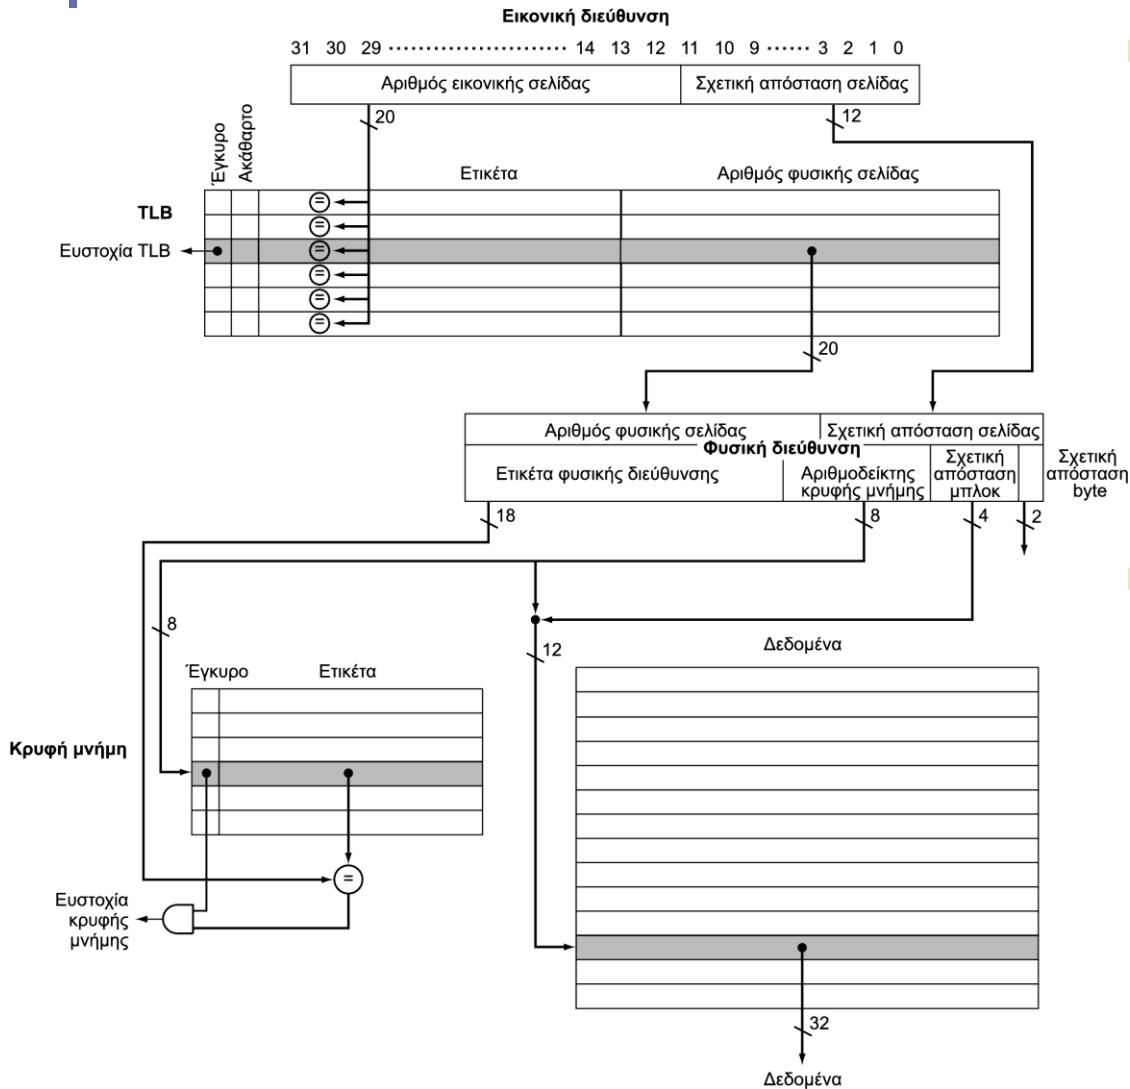 Εικονική διεύθυνση
31 30 29 ························ 14 13 12 11 10 9 ······ 3 2 1 0
Αριθμός εικονικής σελίδας
Σχετική απόσταση σελίδας
20
12
Έγκυρο
Ακάθαρτο
Ετικέτα
Αριθμός φυσικής σελίδας
TLB
=
=
Ευστοχία TLB
=
=
=
=
20
Αριθμός φυσικής σελίδας
Σχετική απόσταση σελίδας
Φυσική διεύθυνση
Ετικέτα φυσικής διεύθυνσης
Αριθμοδείκτης
κρυφής μνήμης
Σχετική
απόσταση
μπλοκ
Σχετική
απόσταση
byte
18
8
4
2
8
12
Δεδομένα
Έγκυρο
Ετικέτα
Κρυφή μνήμη
=
Ευστοχία
κρυφής
μνήμης
32
Δεδομένα